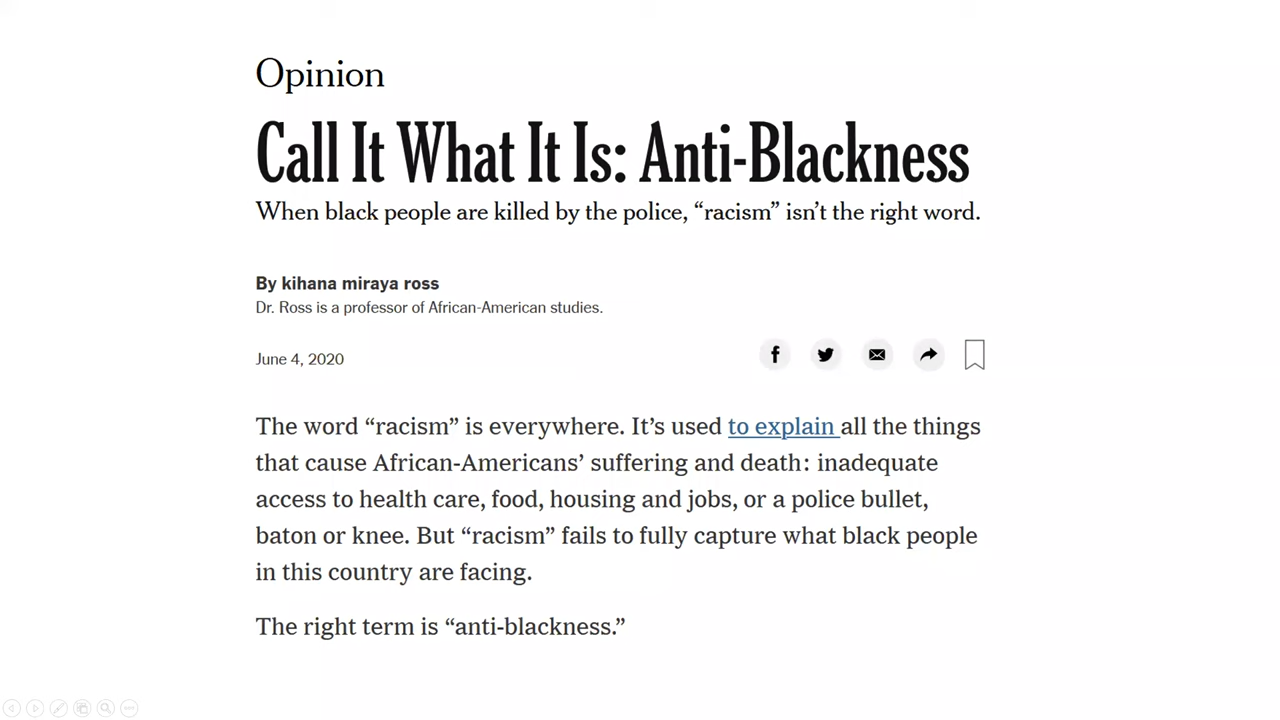 Opinion
Call It What It Is: Anti-Blackness
When black people are killed by the police, “racism” isn’t the right word.
By kihana miraya ross
Dr. Ross is a professor of African-American studies.
June 4, 2020
The word “racism” is everywhere. It’s used to explain all the things
that cause African-Americans’ suffering and death: inadequate
access to health care, food, housing and jobs, or a police bullet,
baton or knee. But “racism” fails to fully capture what black people
in this country are facing.
The right term is “anti-blackness.”